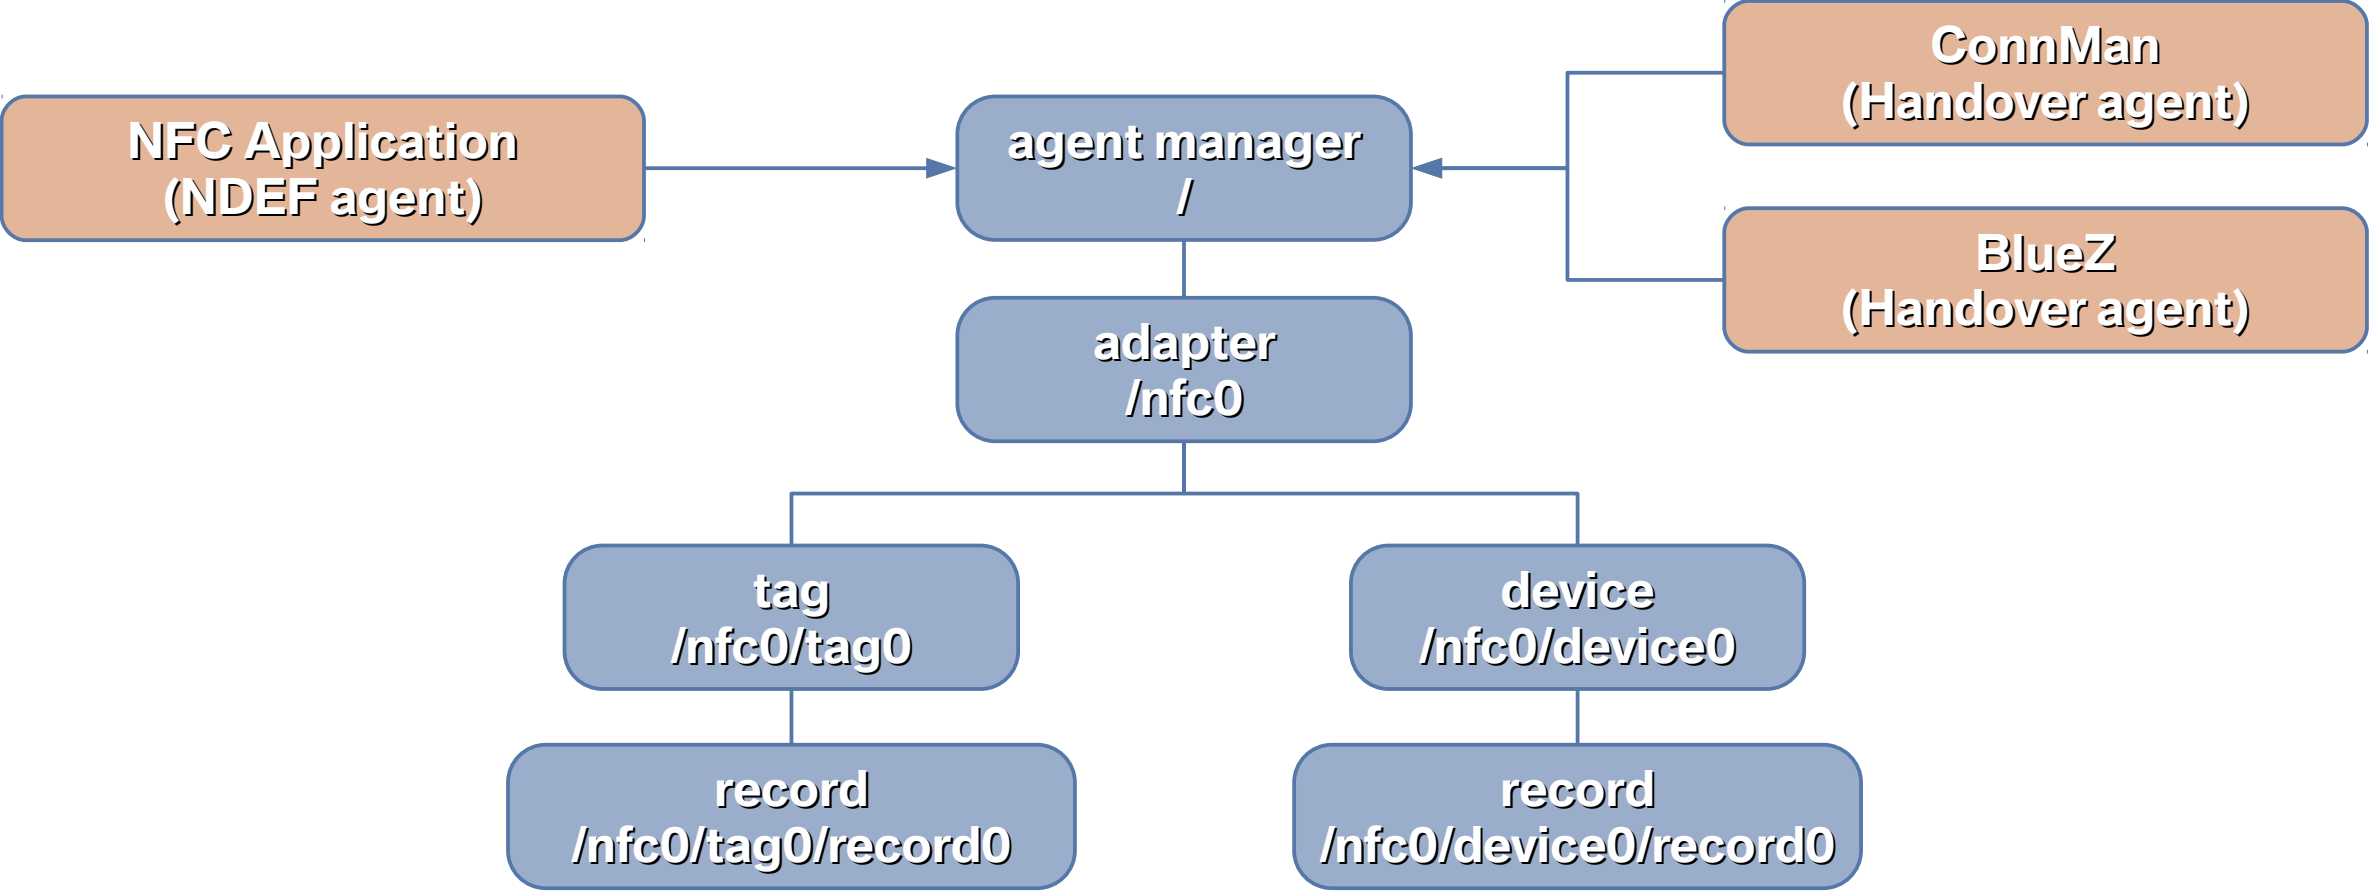 NFC Application
(NDEF agent)
agent manager
/
ConnMan
(Handover agent)
BlueZ
(Handover agent)
adapter
/nfc0
tag
/nfc0/tag0
device
/nfc0/device0
record
/nfc0/tag0/record0
record
/nfc0/device0/record0